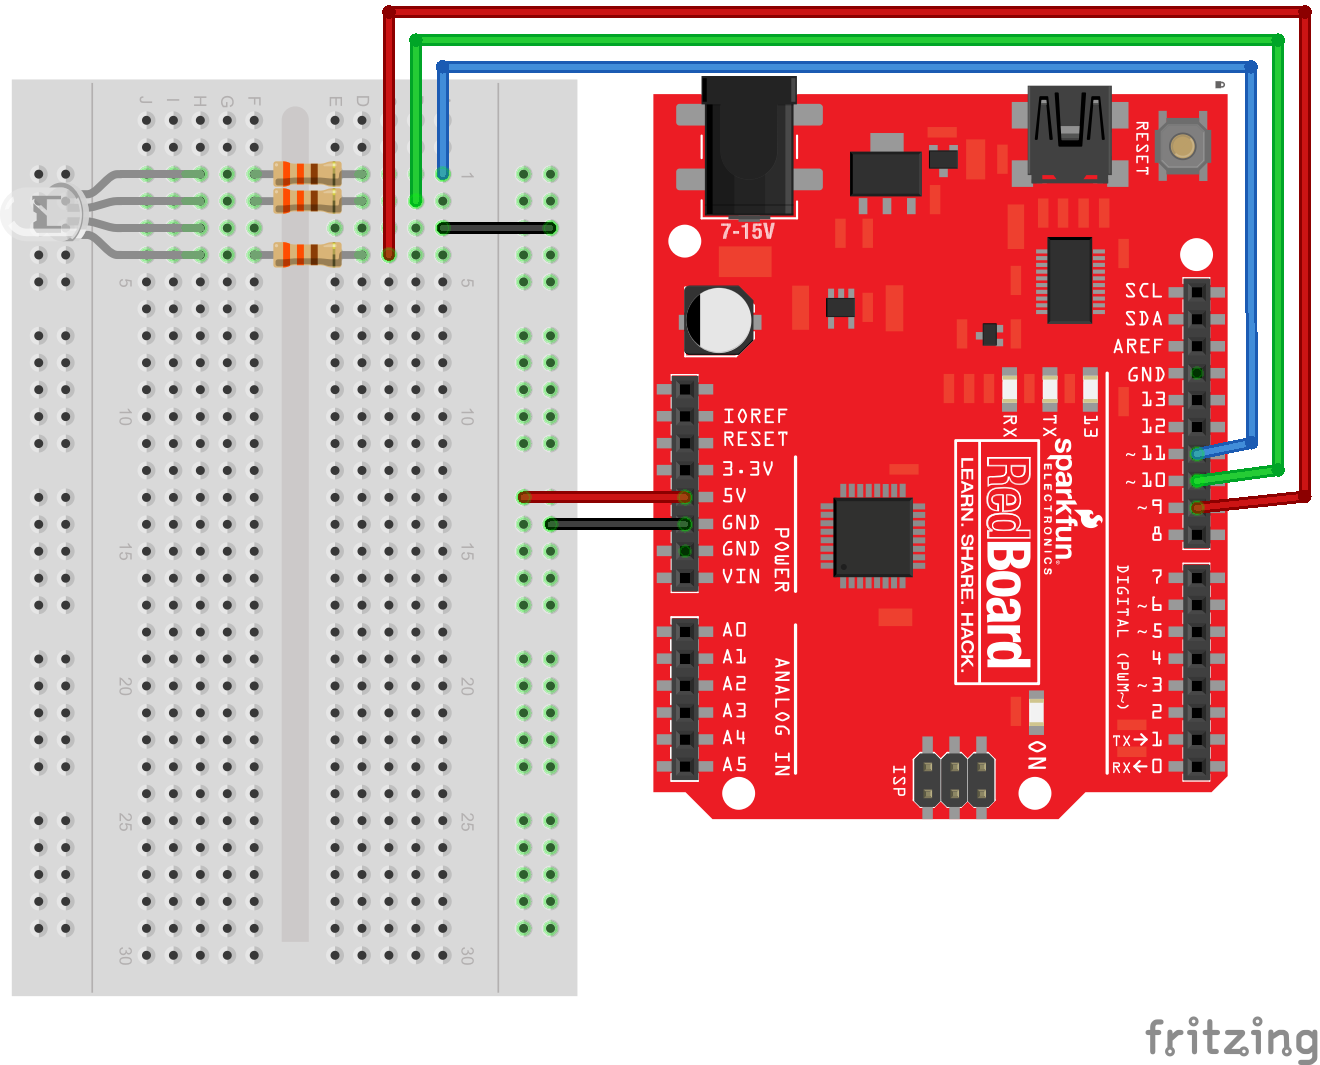 J I H G F E D
1 5 10 15 20 25 30
5 10 15 20 25 30
7-15V
RESET
SCL
SDA
AREF
GND
13
12
~11
~10
~9
8
7
~6
~5
4
~3
2
TX→1
RX←0
DIGITAL (PWM~)
IOREF
RESET
3.3V
5V
GND
GND
VIN
POWER
A0
A1
A2
A3
A4
A5
ANALOG IN
RX
TX
13
sparkfun
ELECTRONICS
RedBoard
LEARN. SHARE. HACK.
ISP
ON
fritzing